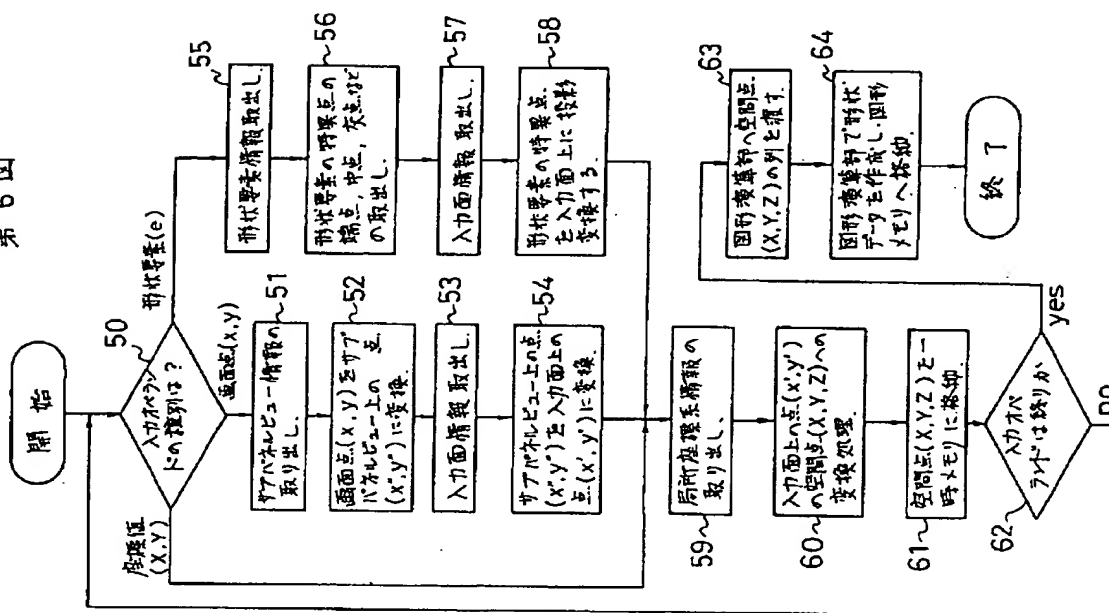 第6図
開始
50
入力オペラン
ドの種別は?
座標値
(X,Y)
画面点(x,y)
形状要素(e)
サブパネルビュー情報の
取り出し.
51
画面点(x,y)をサブ
パネルビュー上の点.
(x",y")に変換.
52
入力面情報取出し.
53
サブパネルビュー上の点.
(x",y")を入力面上の
点.(x',y')に変換.
54
形状要素情報取出し.
55
形状要素の特異点の
端点,中点,交点など
の取出し.
56
入力面情報取出し.
57
形状要素の特異点.
を入力面上に投影
変換する.
58
局所座標系情報の
取り出し、
59
入力面上への点(x',y')
の空間点(X,Y,Z)への
変換処理.
60
空間点(X,Y,Z)を一
時メモリに格納.
61
入力オペ
ランドは終りか
62
no
yes
図形演算部へ空間点.
(X,Y,Z)の列を渡す.
63
図形演算部で形状
データを作成し.図形
メモリへ格納.
64
終了